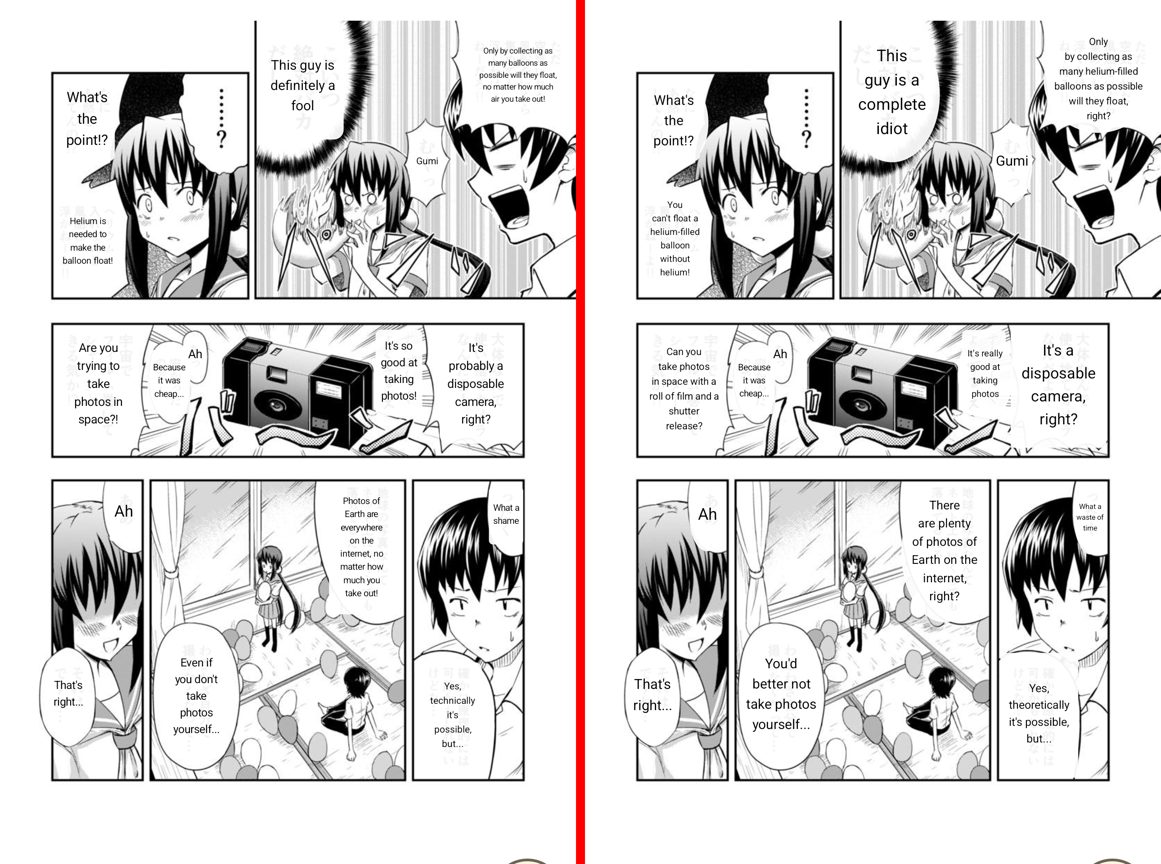 Only by collecting as
many balloons as
possible will they float,
no matter how much
air you take out!
Gumi
This guy is
definitely a
fool
……?
What's
the
point!?
Helium is
needed to
make the
balloon float!
It's
probably a
disposable
camera,
right?
It's so
good at
taking
photos!
Ah
Because
it was
cheap...
Are you
trying to
take
photos in
space?!
What a
shame
Yes,
technically
it's
possible,
but...
Photos of
Earth are
everywhere
on the
internet, no
matter how
much you
take out!
Even if
you don't
take
photos
yourself...
Ah
That's
right...
Only
by collecting as
many helium-filled
balloons as possible
will they float,
right?
Gumi
This
guy is a
complete
idiot
……?
What's
the
point!?
You
can't float a
helium-filled
balloon
without
helium!
It's a
disposable
camera,
right?
It's really
good at
taking
photos
Ah
Because
it was
cheap...
Can you
take photos
in space with a
roll of film and a
shutter
release?
What a
waste of
time
Yes,
theoretically
it's possible,
but...
There
are plenty
of photos of
Earth on the
internet,
right?
You'd
better not
take photos
yourself...
Ah
That's
right...